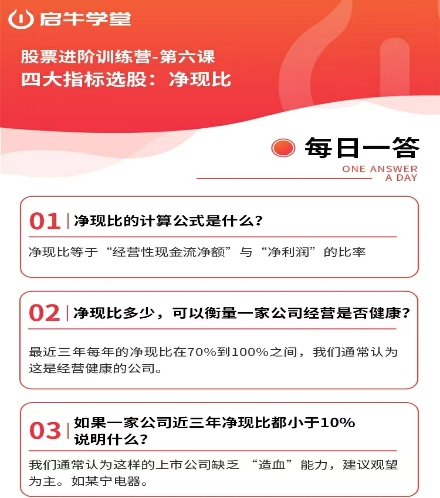 启牛学堂
股票进阶训练营-第六课
四大指标选股：净现比
每日一答
ONE ANSWER
A DAY
01 净现比的计算公式是什么？
净现比等于“经营性现金流净额”与“净利润”的比率
02 净现比多少，可以衡量一家公司经营是否健康？
最近三年每年的净现比在70%到100%之间，我们通常认为
这是经营健康的公司。
03 如果一家公司近三年净现比都小于10%
说明什么？
我们通常认为这样的上市公司缺乏 “造血”能力，建议观望
为主。如某宁电器。